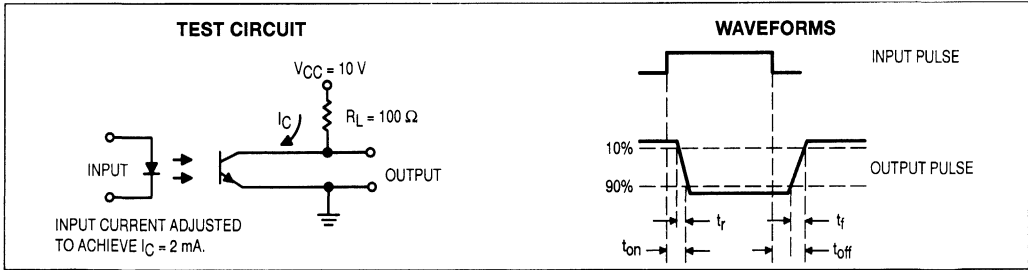 TEST CIRCUIT
VCC = 10 V
IC
RL = 100 Ω
INPUT
OUTPUT
INPUT CURRENT ADJUSTED
TO ACHIEVE IC = 2 mA.
WAVEFORMS
INPUT PULSE
10%
OUTPUT PULSE
90%
tr
tf
ton
toff